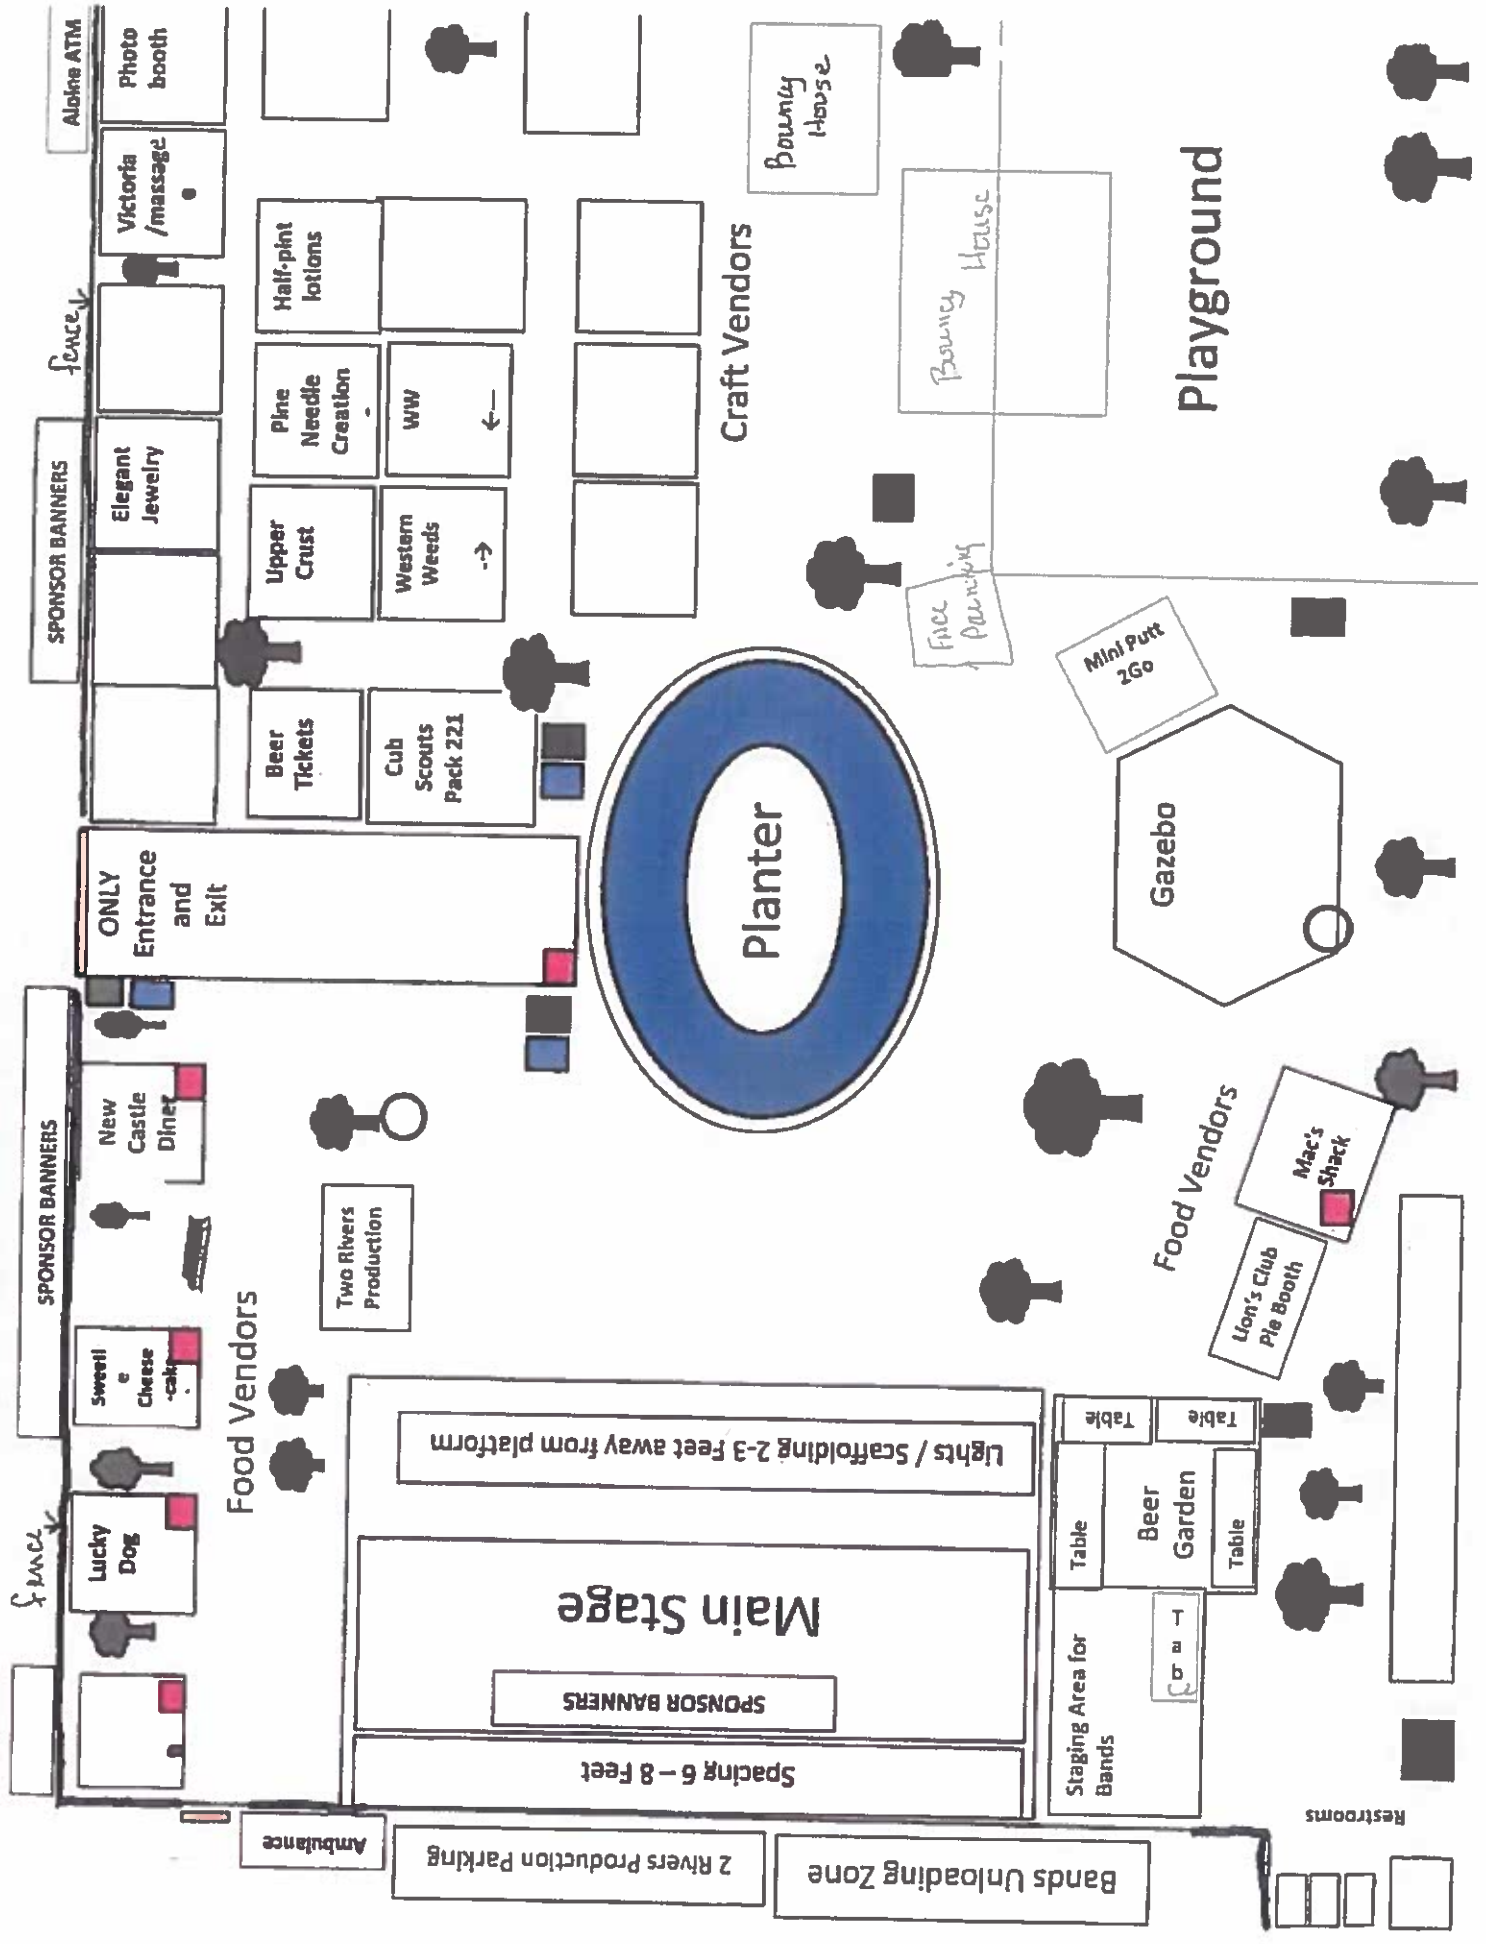 Alpine ATM
Photo
booth
Victoria
/massage
fence
SPONSOR BANNERS
Elegant
Jewelry
Half-pint
lotions
Pine
Needle
Creation
WW
Upper
Crust
Western
Weeds
Craft Vendors
Bouncy
House
Bouncy House
Playground
Face
Painting
Mini Putt
2Go
Beer
Tickets
Cub
Scouts
Pack 221
ONLY
Entrance
and
Exit
Planter
Gazebo
SPONSOR BANNERS
New
Castle
Diner
Two Rivers
Production
Food Vendors
Sweeti
e
Cheese
-cake
fence
Lucky
Dog
Food Vendors
Mac's
Shack
Lion's Club
Pie Booth
Lights / Scaffolding 2-3 Feet away from platform
Main Stage
SPONSOR BANNERS
Spacing 6 – 8 Feet
Table
Table
Table
Beer
Garden
Table
Staging Area for
Bands
T
a
b
Ambulance
2 Rivers Production Parking
Bands Unloading Zone
Restrooms